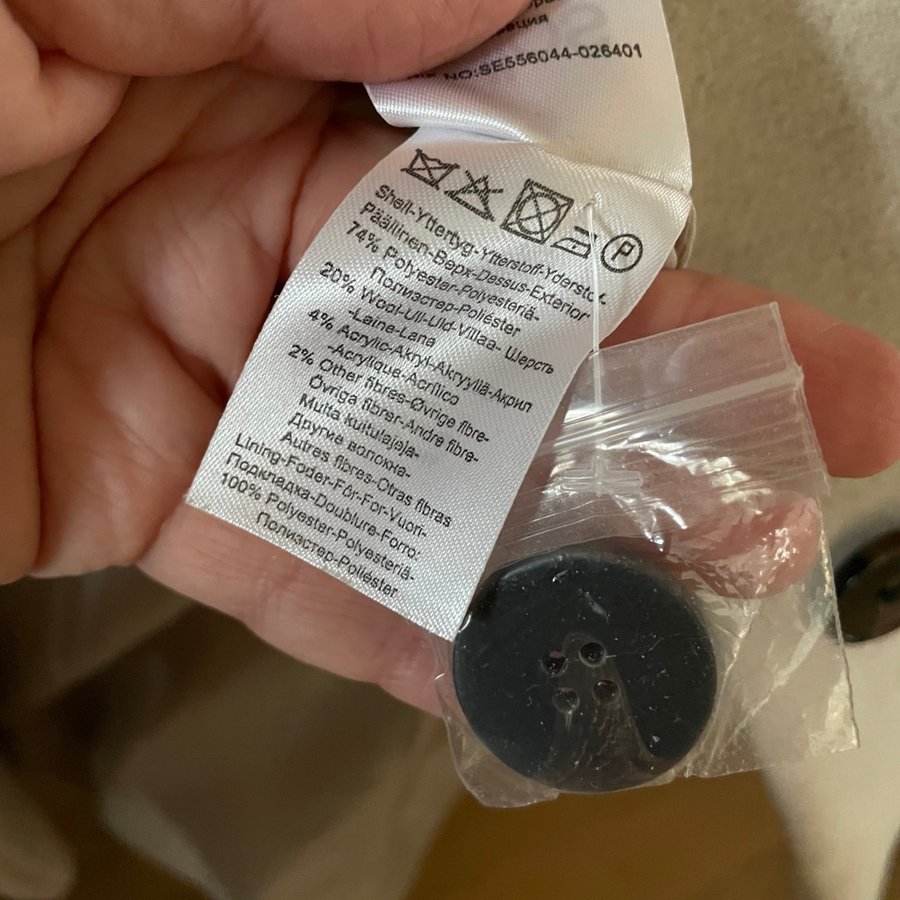 NO:SE556044-026401
P
Shell-Yttertyg-Ytterstoff-Yderstof-
Päällinen-Верх-Dessus-Exterior
74% Polyester-Polyesteriä-
Полиэстер-Poliéster
20% Wool-Ull-Uld-Villaa- Шерсть
-Laine-Lana
4% Acrylic-Akryl-Akryyliä-Акрил
-Acrylique-Acrílico
2% Other fibres-Øvrige fibre-
Övriga fibrer-Andre fibre-
Muita kuituja(e)ja-
Другие волокна-
Autres fibres-Otras fibras
Lining-Foder-Fôr-For-Vuori-
Подкладка-Doublure-Forro:
100% Polyester-Polyesteriä-
Полиэстер-Poliéster